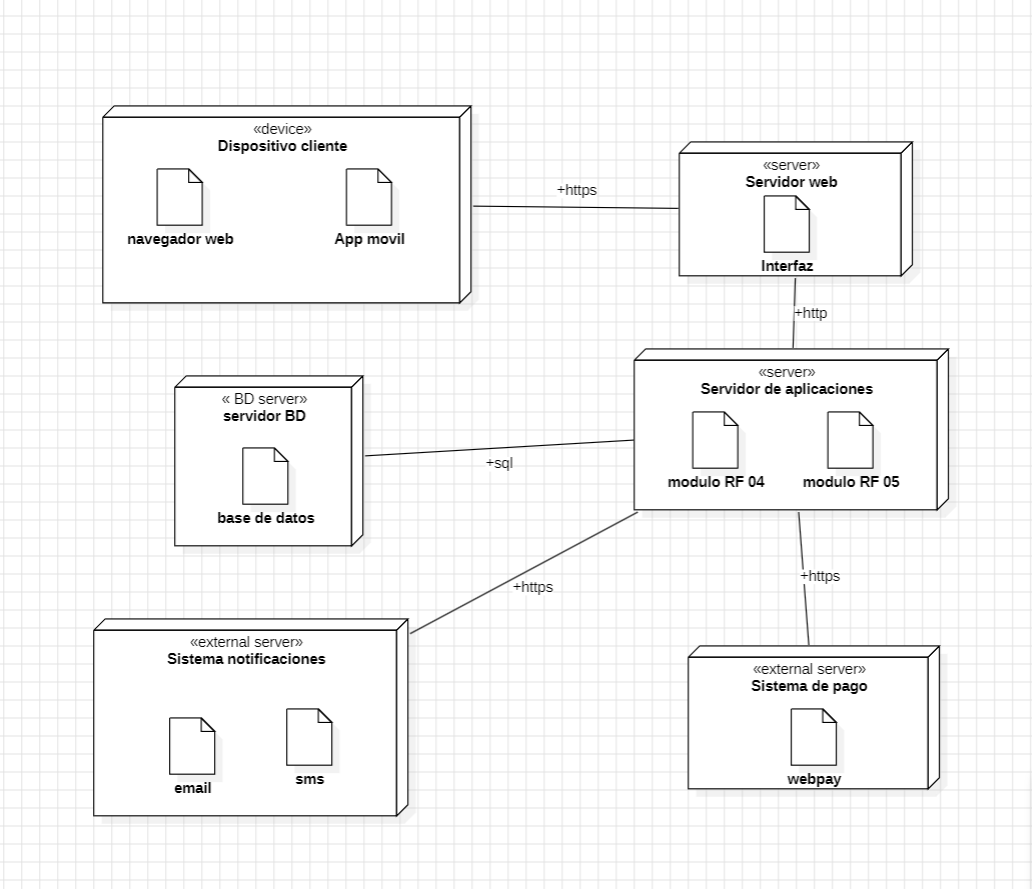 «device»
Dispositivo cliente
navegador web
App movil
+https
«server»
Servidor web
Interfaz
+http
«server»
Servidor de aplicaciones
modulo RF 04
modulo RF 05
« BD server»
servidor BD
base de datos
+sql
+https
+https
«external server»
Sistema notificaciones
email
sms
«external server»
Sistema de pago
webpay